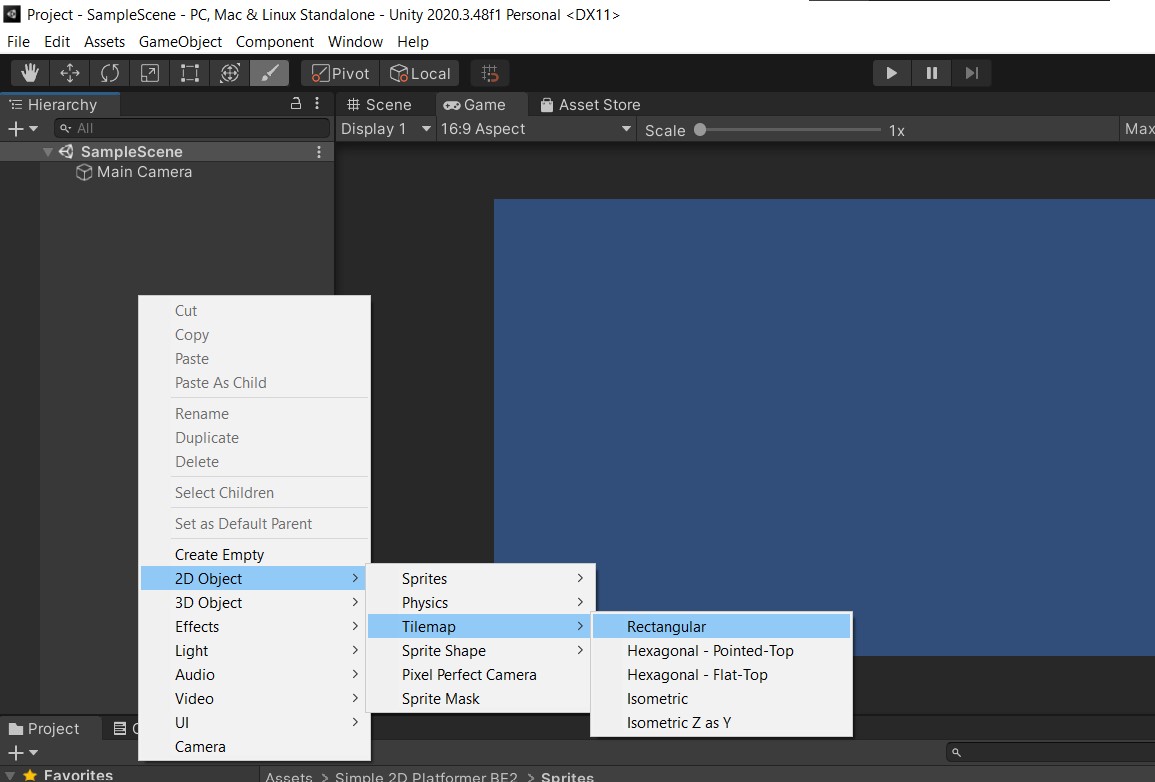 Project - SampleScene - PC, Mac & Linux Standalone - Unity 2020.3.48f1 Personal <DX11>
File Edit Assets GameObject Component Window Help
Pivot Local
Hierarchy Scene Game Asset Store
All Display 1 16:9 Aspect Scale 1x Max
SampleScene
Main Camera
Cut
Copy
Paste
Paste As Child
Rename
Duplicate
Delete
Select Children
Set as Default Parent
Create Empty
2D Object Sprites
3D Object Physics
Effects Tilemap Rectangular
Light Sprite Shape Hexagonal - Pointed-Top
Audio Pixel Perfect Camera Hexagonal - Flat-Top
Video Sprite Mask Isometric
UI Isometric Z as Y
Project
Camera
Favorites Assets > Simple 2D Platformer BE2 > Sprites